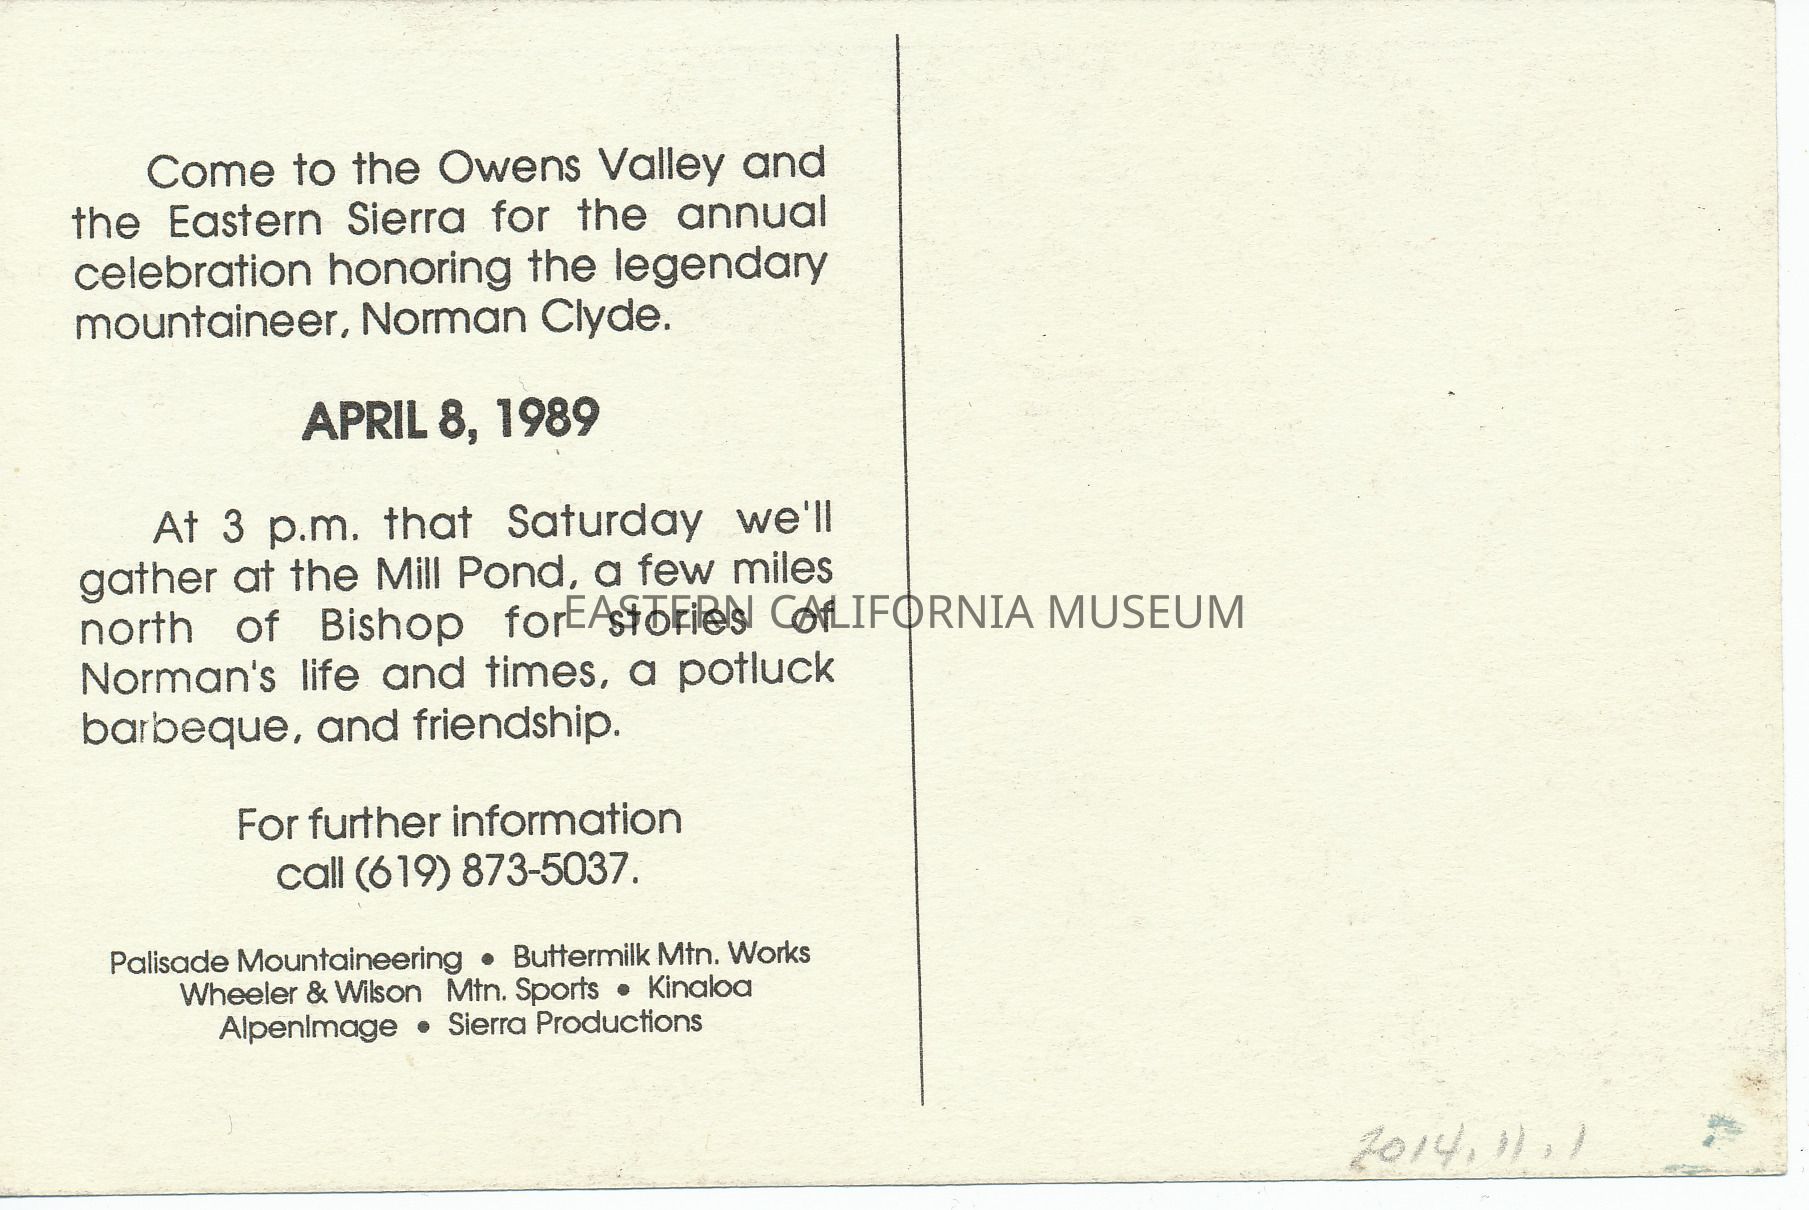 Come to the Owens Valley and
the Eastern Sierra for the annual
celebration honoring the legendary
mountaineer, Norman Clyde.
APRIL 8, 1989
At 3 p.m. that Saturday we'll
gather at the Mill Pond, a few miles
north of Bishop for stories of
Norman's life and times, a potluck
barbeque, and friendship.
For further information
call (619) 873-5037.
Palisade Mountaineering • Buttermilk Mtn. Works
Wheeler & Wilson Mtn. Sports • Kinaloa
AlpenImage • Sierra Productions
EASTERN CALIFORNIA MUSEUM
2014.11.1